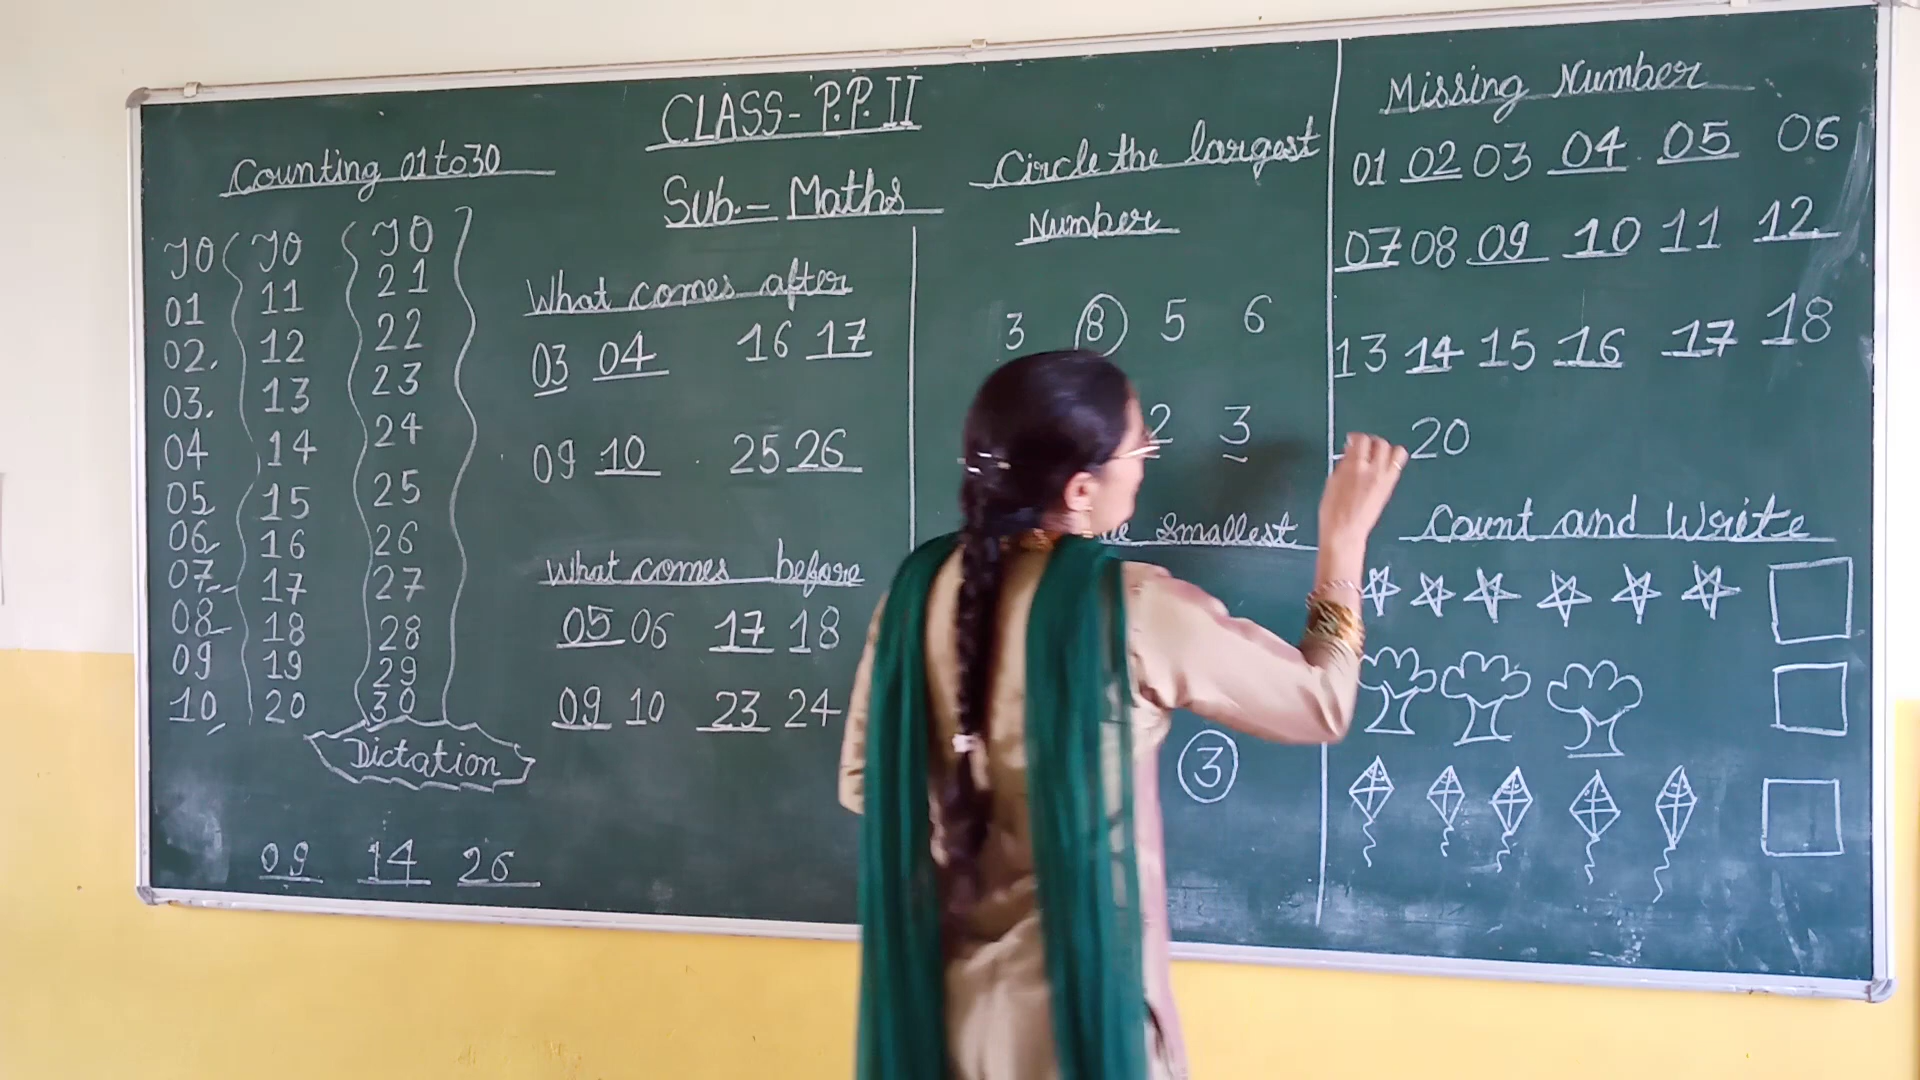 CLASS - P.P. II
Sub. - Maths
Counting 01 to 30
TO TO TO
01 11 21
02. 12 22
03. 13 23
04 14 24
05 15 25
06 16 26
07 17 27
08 18 28
09 19 29
10 20 30
Dictation
09 14 26
What comes after
03 04 16 17
09 10 25 26
What comes before
05 06 17 18
09 10 23 24
Circle the largest
Number
3 8 5 6
2 3
Smallest
3
Missing Number
01 02 03 04 05 06
07 08 09 10 11 12
13 14 15 16 17 18
20
Count and Write